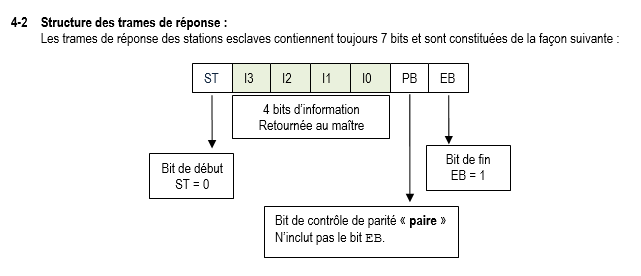 4-2 Structure des trames de réponse :
Les trames de réponse des stations esclaves contiennent toujours 7 bits et sont constituées de la façon suivante :
ST I3 I2 I1 I0 PB EB
4 bits d'information
Retournée au maître
Bit de début
ST = 0
Bit de fin
EB = 1
Bit de contrôle de parité « paire »
N'inclut pas le bit EB.